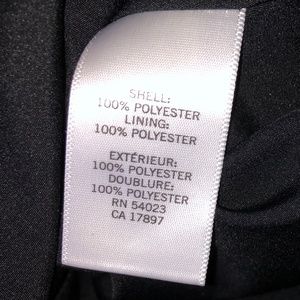 SHELL:
100% POLYESTER
LINING:
100% POLYESTER
EXTÉRIEUR:
100% POLYESTER
DOUBLURE:
100% POLYESTER
RN 54023
CA 17897